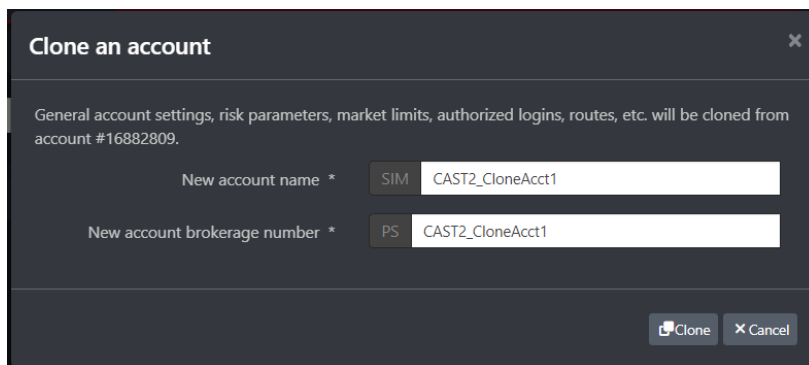 Clone an account
×
General account settings, risk parameters, market limits, authorized logins, routes, etc. will be cloned from
account #16882809.
New account name * SIM CAST2_CloneAcct1
New account brokerage number * PS CAST2_CloneAcct1
Clone × Cancel